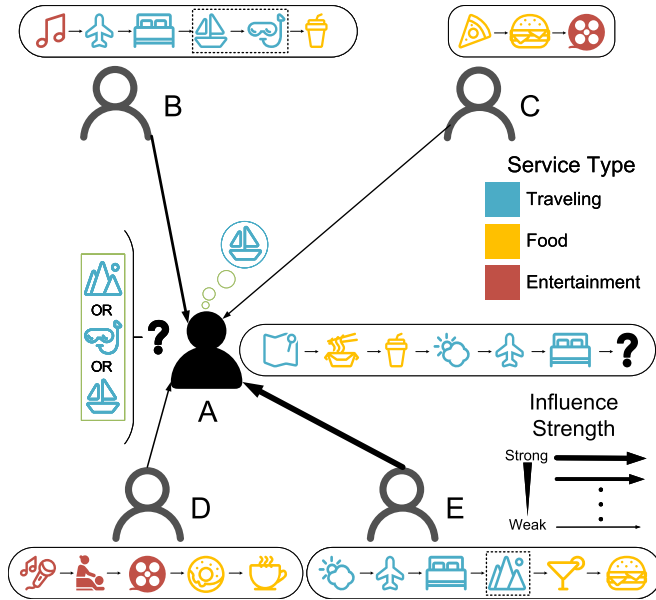 B
C
Service Type
Traveling
Food
Entertainment
OR
?
OR
A
?
Influence
Strength
Strong
Weak
D
E